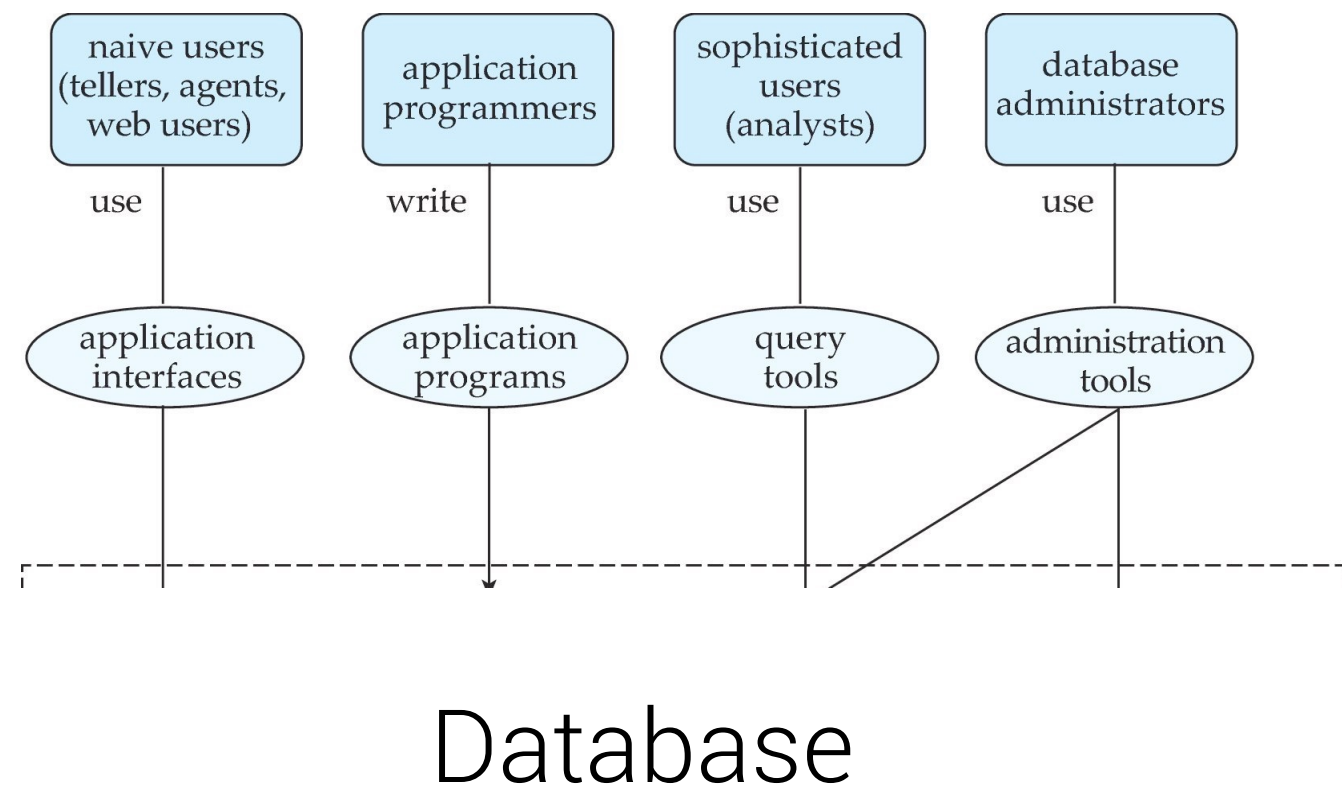 naive users
(tellers, agents,
web users)
application
programmers
sophisticated
users
(analysts)
database
administrators
use
write
use
use
application
interfaces
application
programs
query
tools
administration
tools
Database